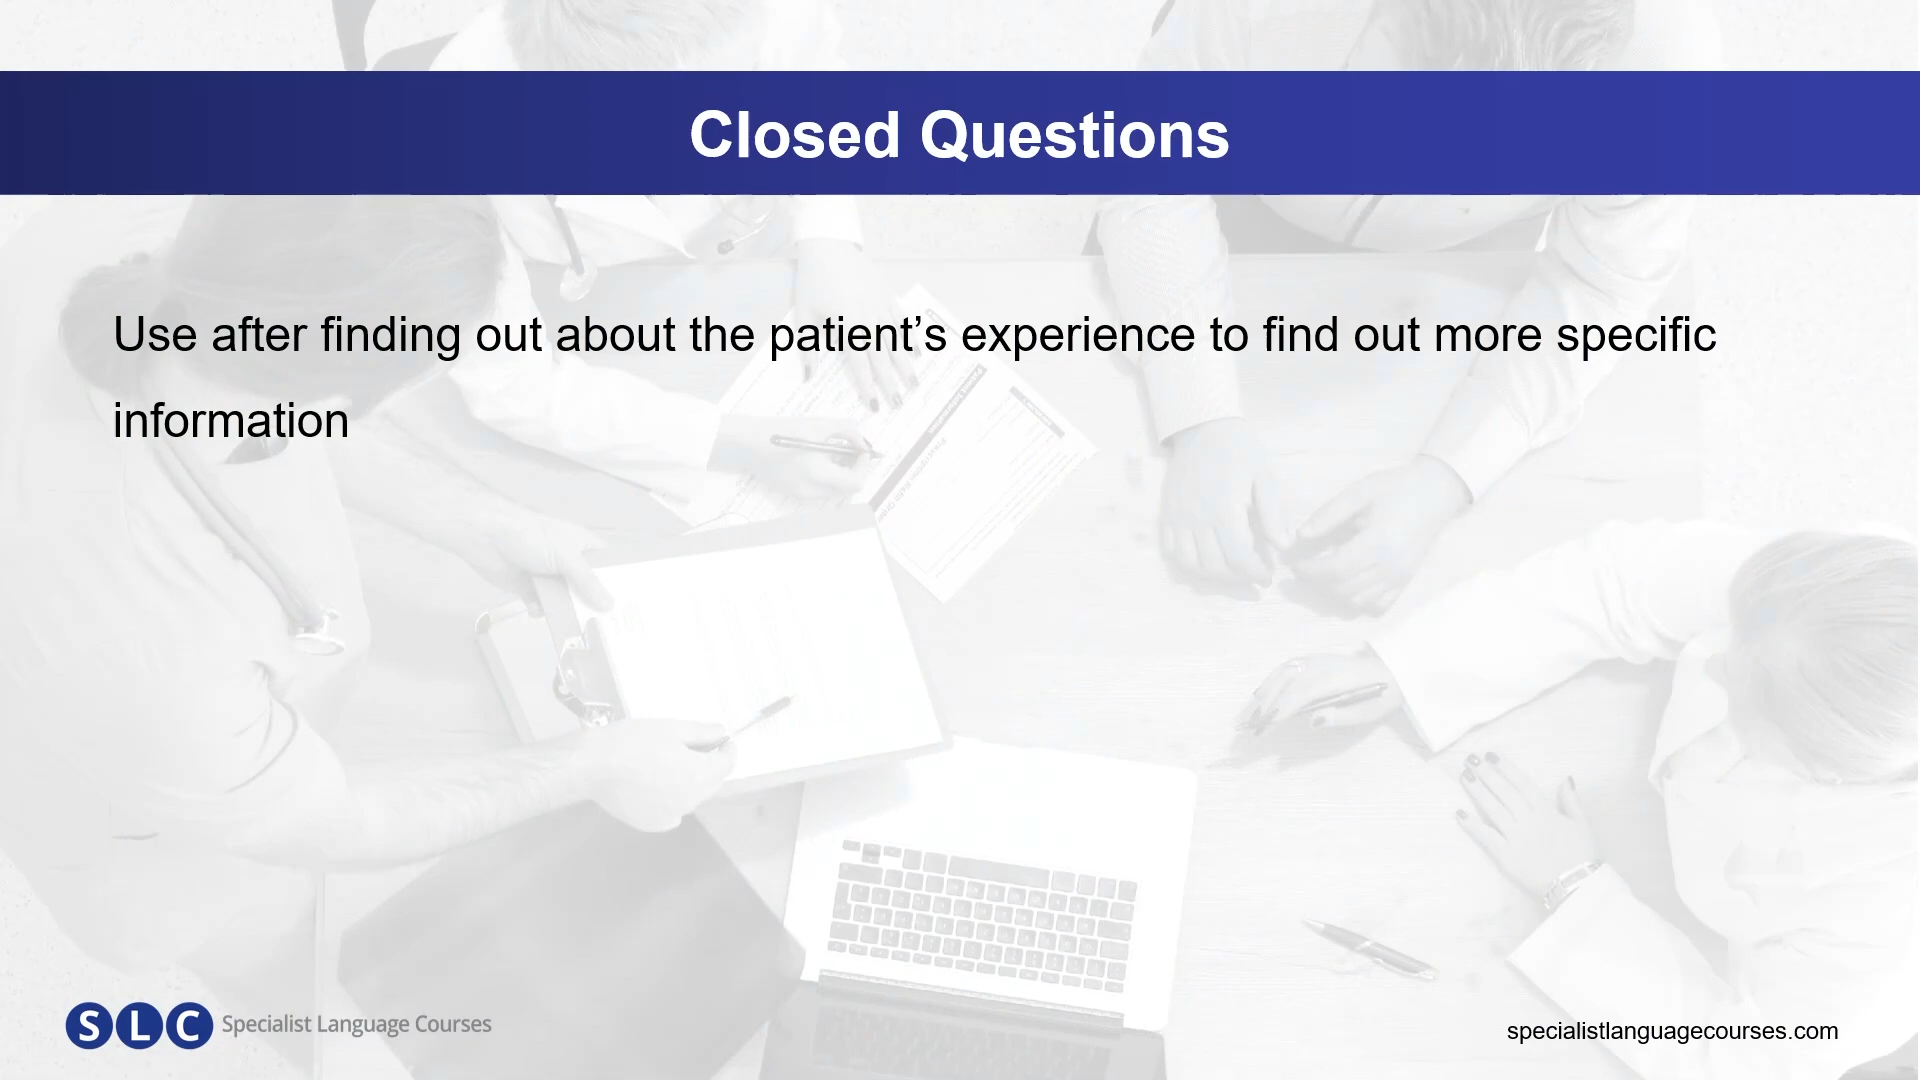 Closed Questions
Use after finding out about the patient’s experience to find out more specific
information
SLC Specialist Language Courses
specialistlanguagecourses.com